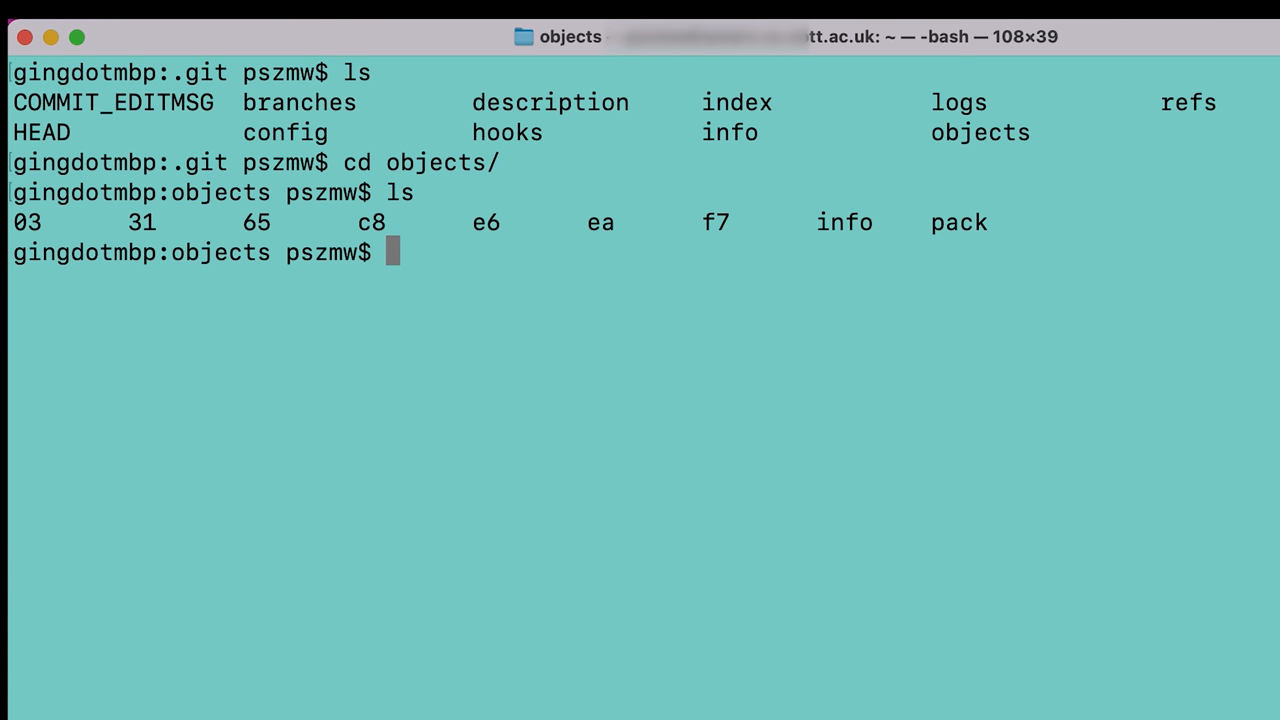 objects - tt.ac.uk: ~ — -bash — 108×39
gingdotmbp:.git pszmw$ ls
COMMIT_EDITMSG branches description index logs refs
HEAD config hooks info objects
gingdotmbp:.git pszmw$ cd objects/
gingdotmbp:objects pszmw$ ls
03 31 65 c8 e6 ea f7 info pack
gingdotmbp:objects pszmw$